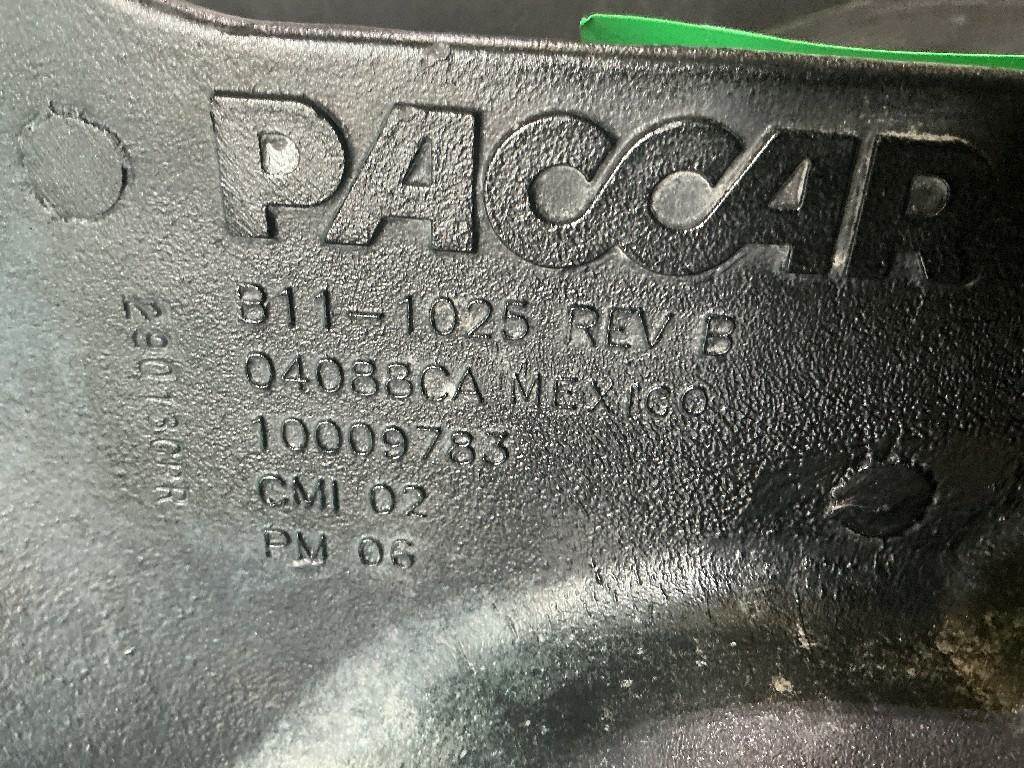 PACCAR
B11-1025 REV B
04088CA MEXICO
10009783
CMI 02
PM 06